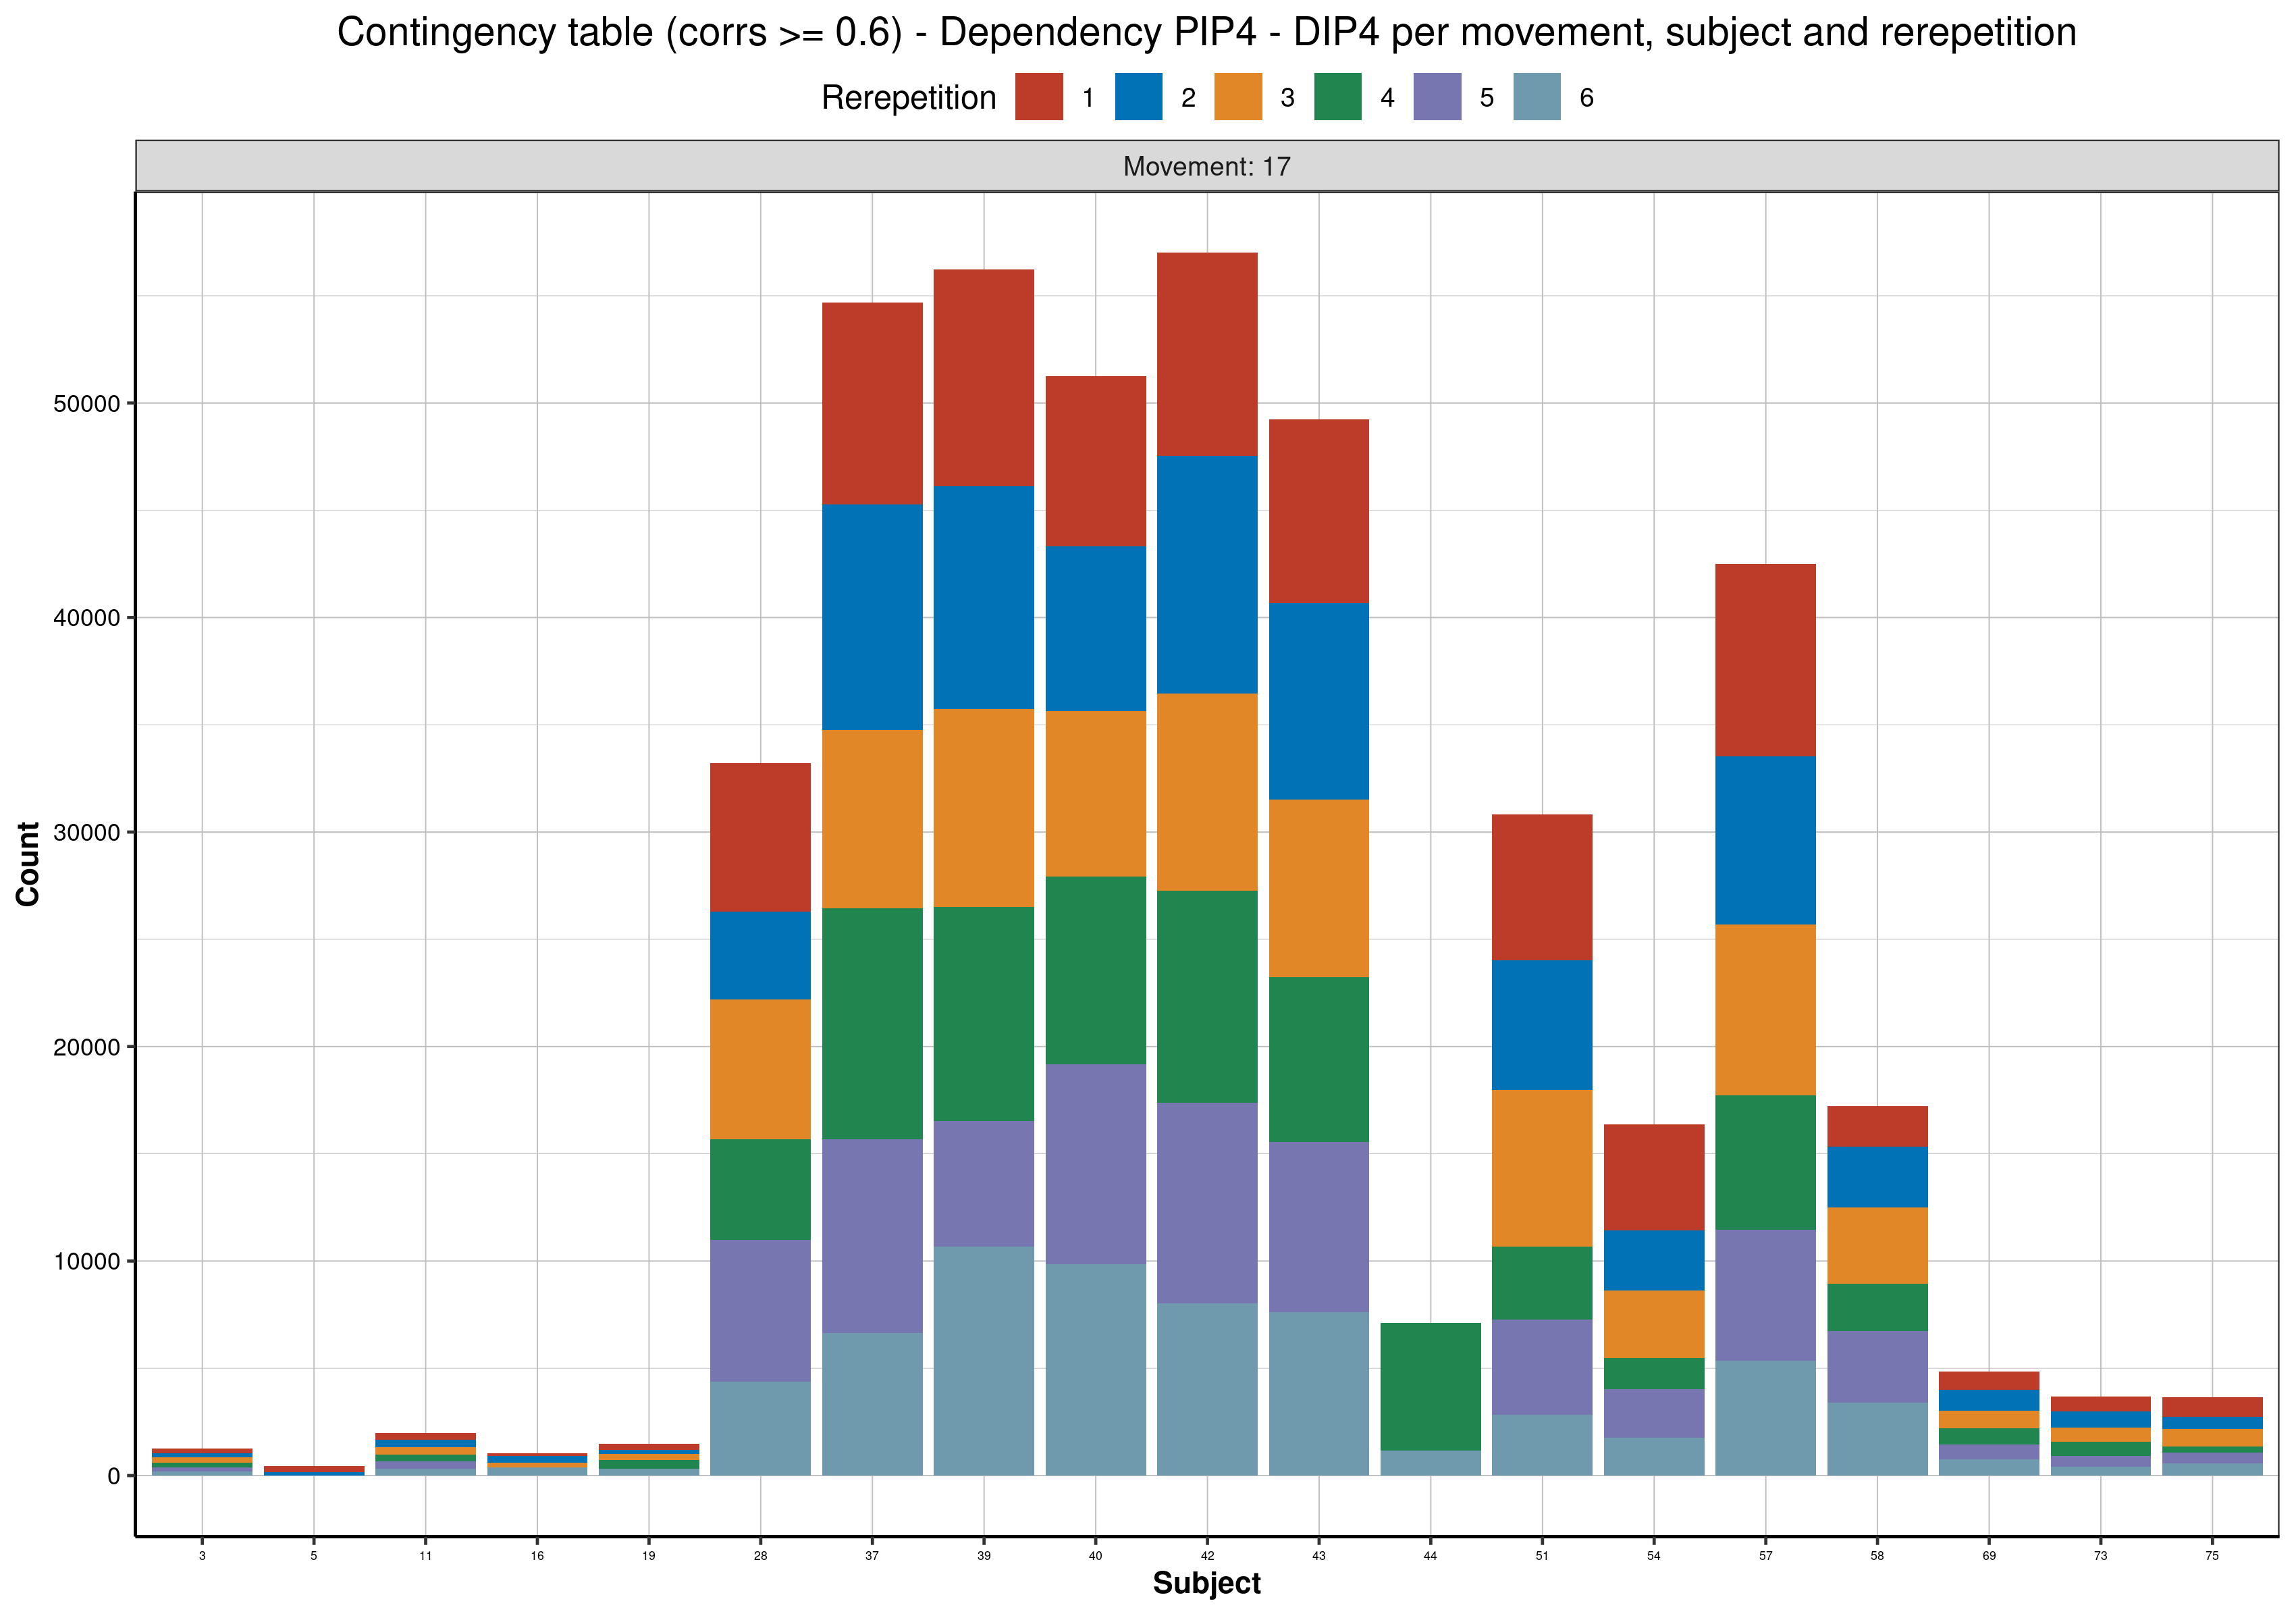 Contingency table (corrs >= 0.6) - Dependency PIP4 - DIP4 per movement, subject and rerepetition
Rerepetition 1 2 3 4 5 6
Movement: 17
Count
50000
40000
30000
20000
10000
0
3 5 11 16 19 28 37 39 40 42 43 44 51 54 57 58 69 73 75
Subject